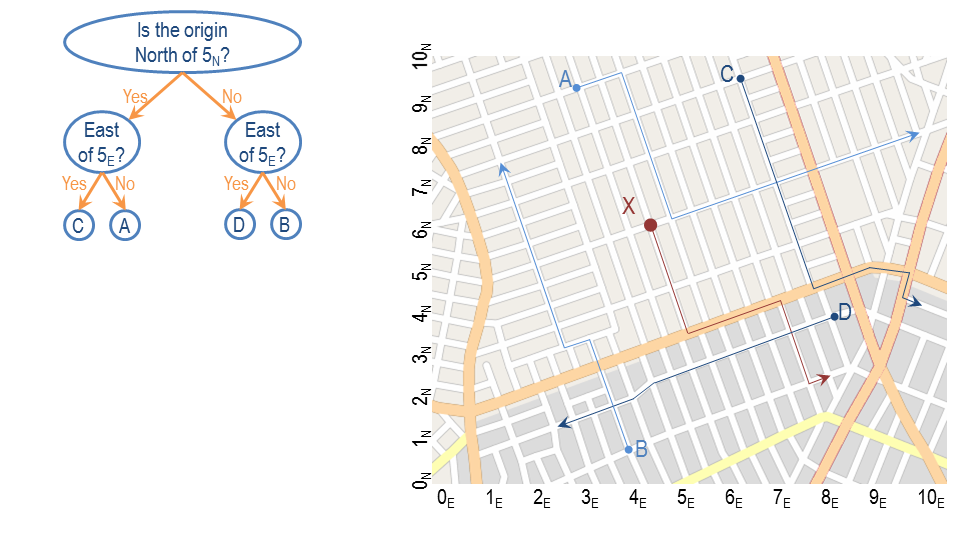 Is the origin
North of 5N?
Yes
No
East
of 5E?
East
of 5E?
Yes
No
Yes
No
C
A
D
B
10N
9N
8N
7N
6N
5N
4N
3N
2N
1N
0N
A
C
X
D
B
0E 1E 2E 3E 4E 5E 6E 7E 8E 9E 10E